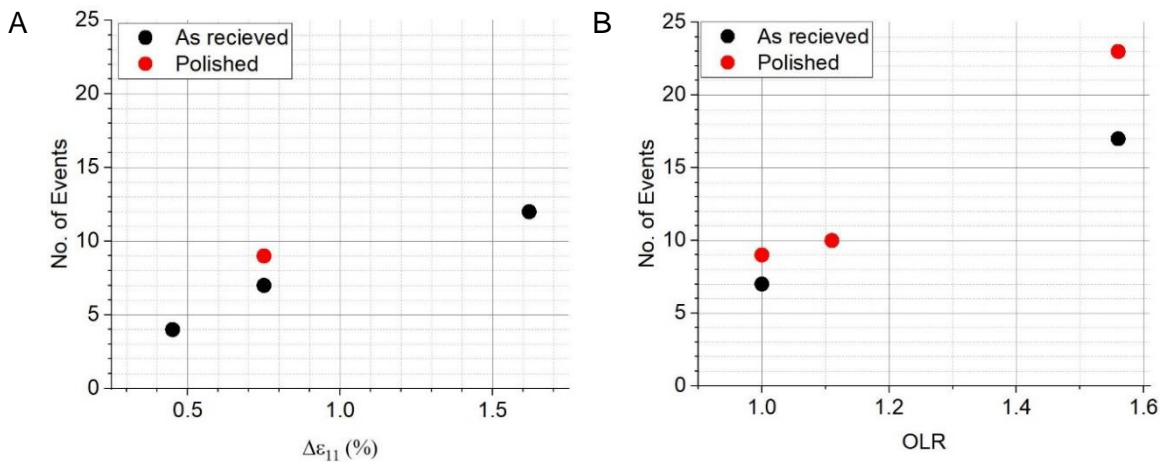 A
25
20
15
10
5
0
No. of Events
As recieved
Polished
0.5 1.0 1.5
Δε₁₁ (%)
B
25
20
15
10
5
0
No. of Events
As recieved
Polished
1.0 1.2 1.4 1.6
OLR